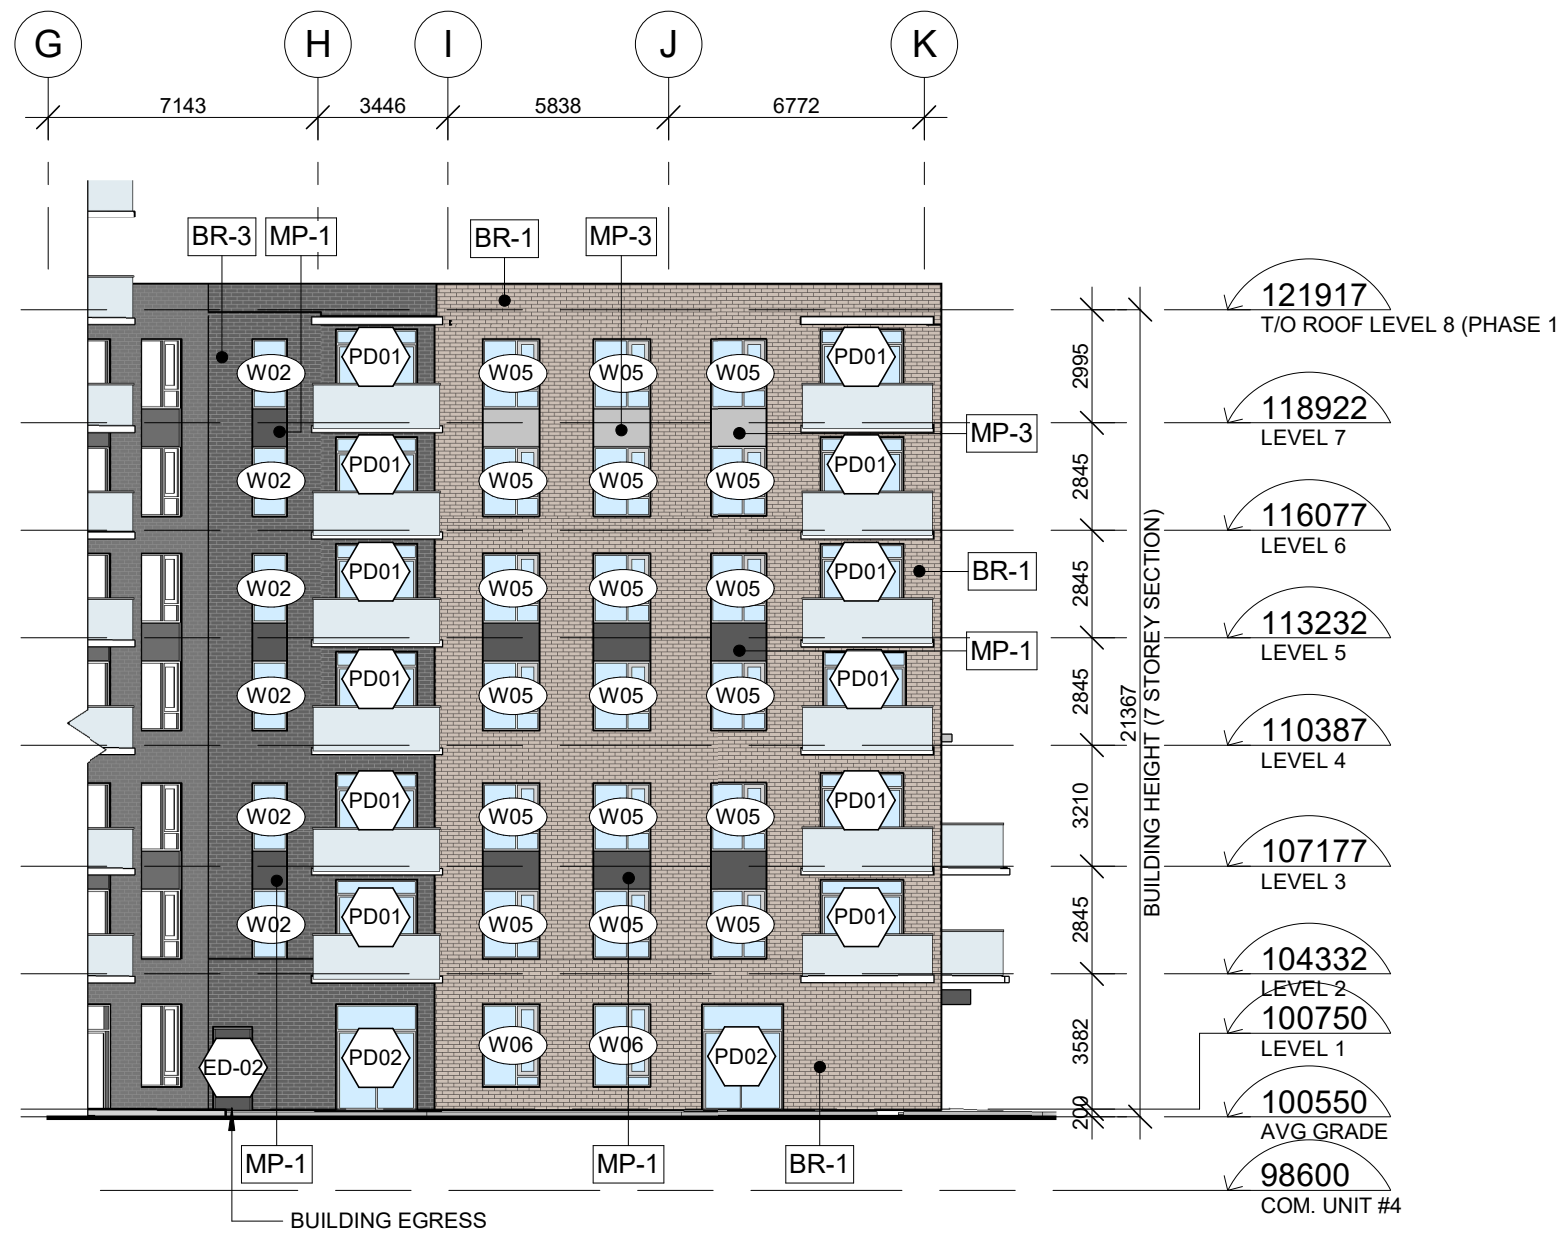 G H I J K
7143 3446 5838 6772
BR-3 MP-1 BR-1 MP-3
121917
T/O ROOF LEVEL 8 (PHASE 1
2995
W02 PD01 W05 W05 W05 PD01
118922
LEVEL 7
MP-3
W02 PD01 W05 W05 W05 PD01
2845
116077
LEVEL 6
W02 PD01 W05 W05 W05 PD01
BR-1
2845
113232
LEVEL 5
MP-1
W02 PD01 W05 W05 W05 PD01
2845
21367
BUILDING HEIGHT (7 STOREY SECTION)
110387
LEVEL 4
W02 PD01 W05 W05 W05 PD01
3210
107177
LEVEL 3
W02 PD01 W05 W05 W05 PD01
2845
104332
LEVEL 2
100750
LEVEL 1
ED-02 PD02 W06 W06 PD02
3582
100550
AVG GRADE
200
MP-1 MP-1 BR-1
98600
COM. UNIT #4
BUILDING EGRESS